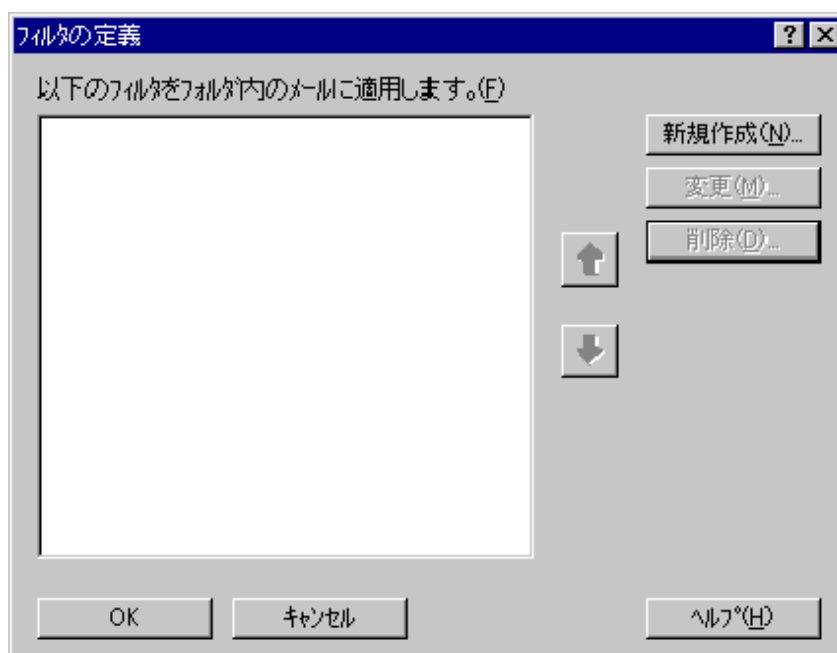 フィルタの定義
以下のフィルタをフォルダ内のメールに適用します。(F)
新規作成(N)...
変更(M)...
削除(D)...
OK
キャンセル
ヘルプ(H)